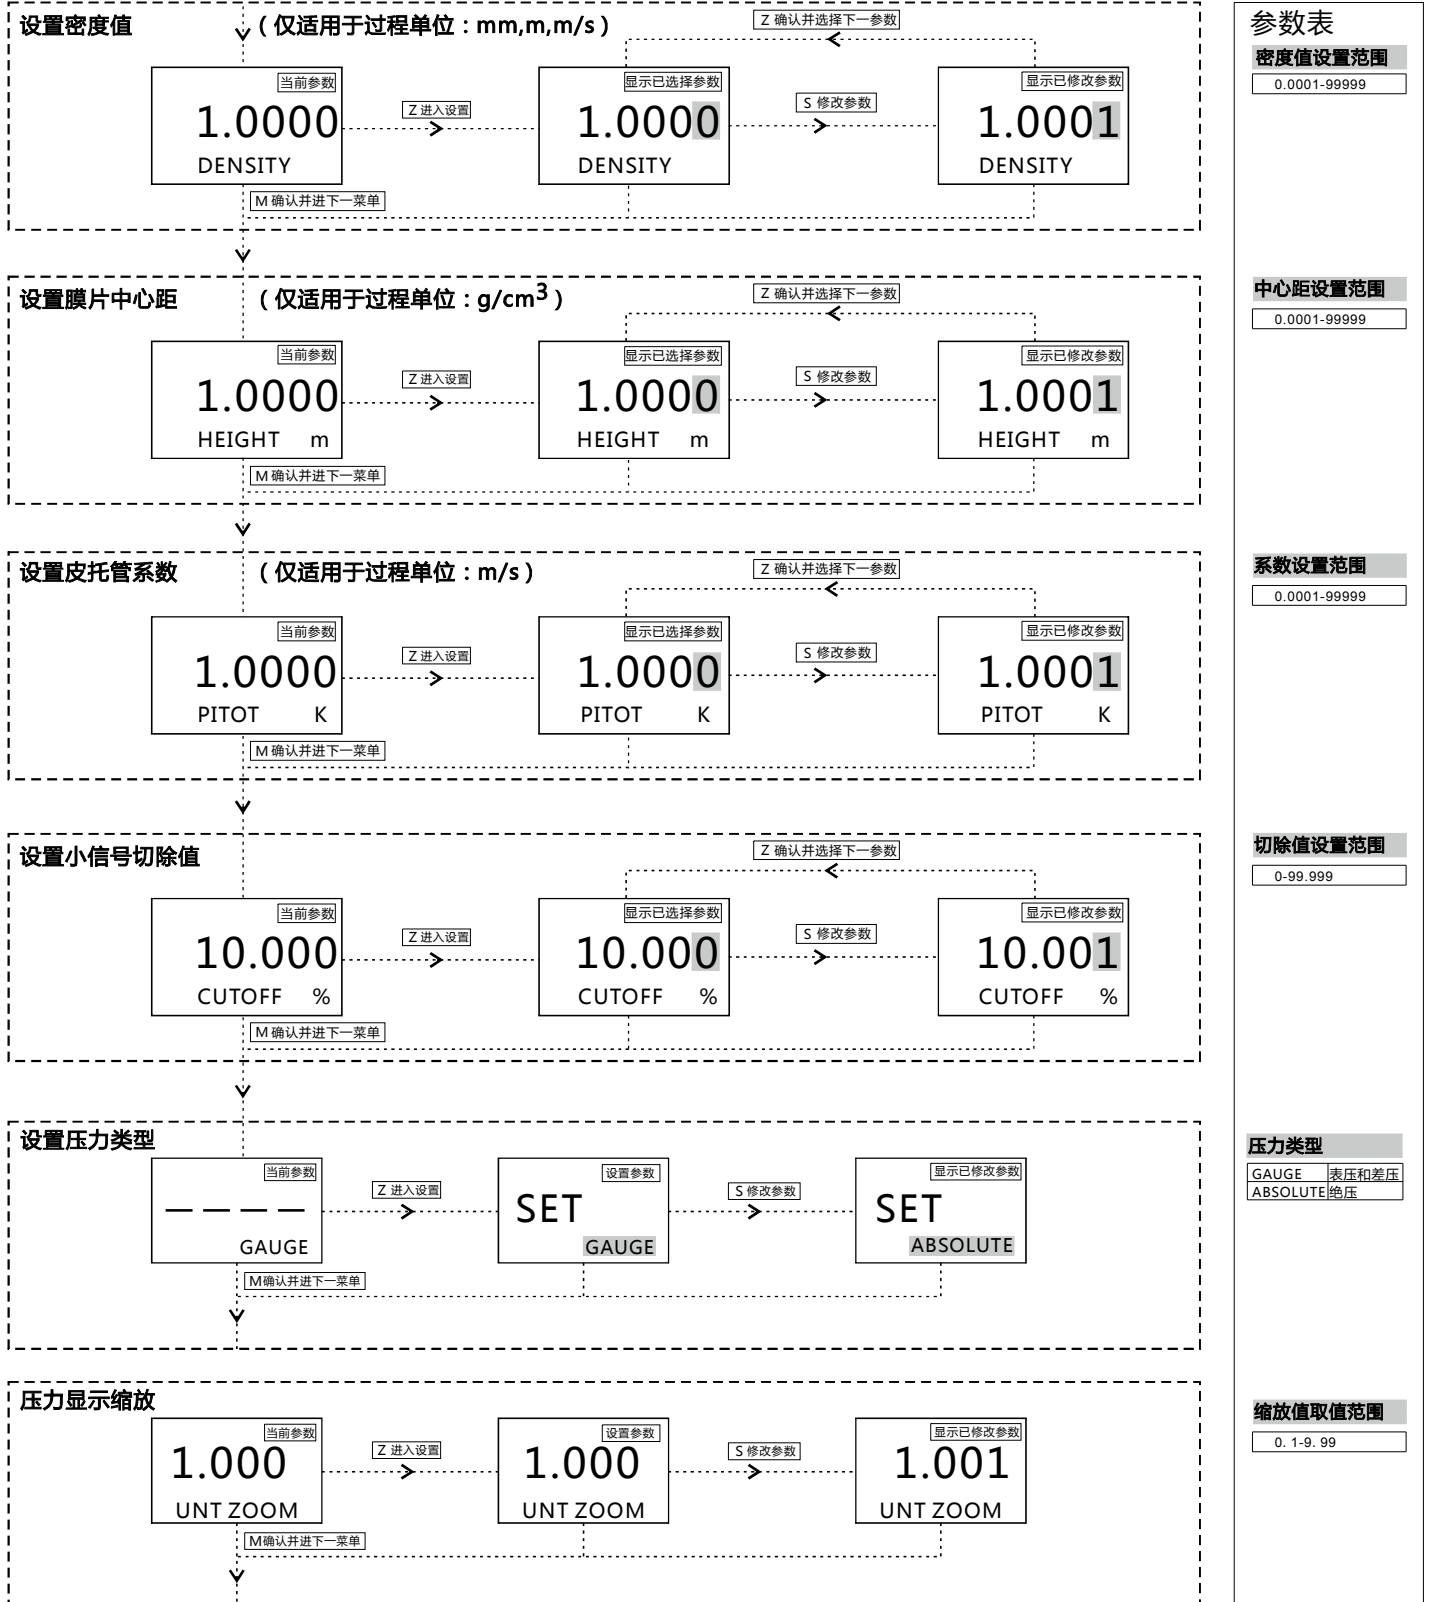 设置密度值 （仅适用于过程单位：mm,m,m/s）
Z 确认并选择下一参数
当前参数
1.0000
DENSITY
Z 进入设置
显示已选择参数
1.0000
DENSITY
S 修改参数
显示已修改参数
1.0001
DENSITY
M 确认并进下一菜单
设置膜片中心距 （仅适用于过程单位：g/cm³）
Z 确认并选择下一参数
当前参数
1.0000
HEIGHT m
Z 进入设置
显示已选择参数
1.0000
HEIGHT m
S 修改参数
显示已修改参数
1.0001
HEIGHT m
M 确认并进下一菜单
设置皮托管系数 （仅适用于过程单位：m/s）
Z 确认并选择下一参数
当前参数
1.0000
PITOT K
Z 进入设置
显示已选择参数
1.0000
PITOT K
S 修改参数
显示已修改参数
1.0001
PITOT K
M 确认并进下一菜单
设置小信号切除值
Z 确认并选择下一参数
当前参数
10.000
CUTOFF %
Z 进入设置
显示已选择参数
10.000
CUTOFF %
S 修改参数
显示已修改参数
10.001
CUTOFF %
M 确认并进下一菜单
设置压力类型
当前参数
————
GAUGE
Z 进入设置
设置参数
SET
GAUGE
S 修改参数
显示已修改参数
SET
ABSOLUTE
M确认并进下一菜单
压力显示缩放
当前参数
1.000
UNT ZOOM
Z 进入设置
设置参数
1.000
UNT ZOOM
S 修改参数
显示已修改参数
1.001
UNT ZOOM
M确认并进下一菜单
参数表
密度值设置范围
0.0001-99999
中心距设置范围
0.0001-99999
系数设置范围
0.0001-99999
切除值设置范围
0-99.999
压力类型
GAUGE 表压和差压
ABSOLUTE 绝压
缩放值取值范围
0. 1-9. 99